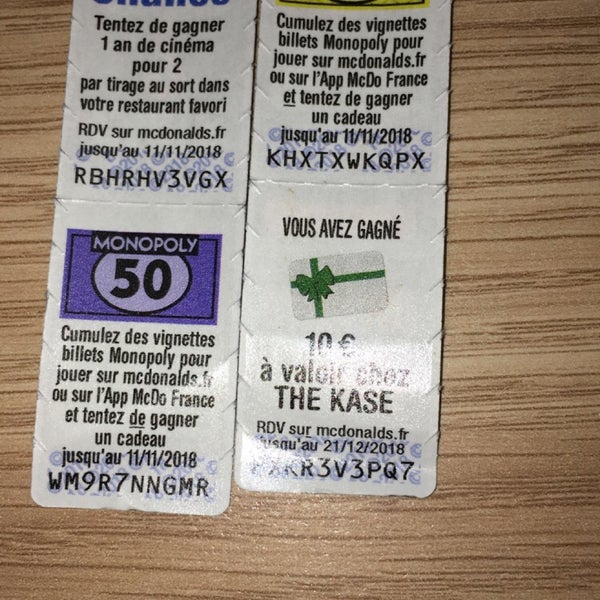 Tentez de gagner
1 an de cinéma
pour 2
par tirage au sort dans
votre restaurant favori
RDV sur mcdonalds.fr
jusqu'au 11/11/2018
RBHRHV3VGX
Cumulez des vignettes
billets Monopoly pour
jouer sur mcdonalds.fr
ou sur l'App McDo France
et tentez de gagner
un cadeau
jusqu'au 11/11/2018
KHXTXWKQPX
MONOPOLY
50
Cumulez des vignettes
billets Monopoly pour
jouer sur mcdonalds.fr
ou sur l'App McDo France
et tentez de gagner
un cadeau
jusqu'au 11/11/2018
WM9R7NNGMR
VOUS AVEZ GAGNÉ
10 €
à valoir chez
THE KASE
RDV sur mcdonalds.fr
jusqu'au 21/12/2018